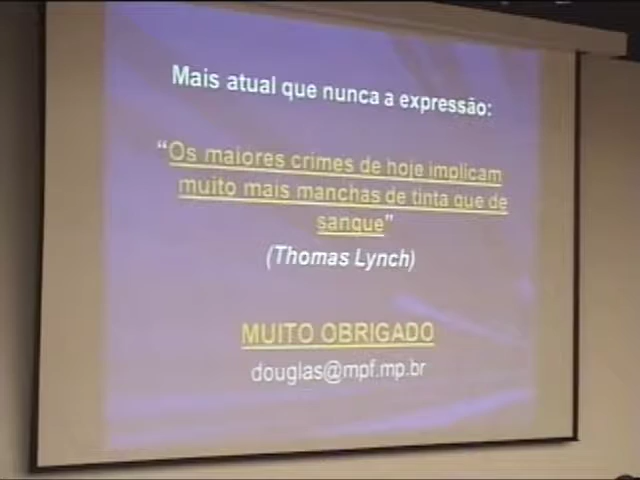 Mais atual que nunca a expressão:
“Os maiores crimes de hoje implicam
muito mais manchas de tinta que de
sangue”
(Thomas Lynch)
MUITO OBRIGADO
douglas@mpf.mp.br